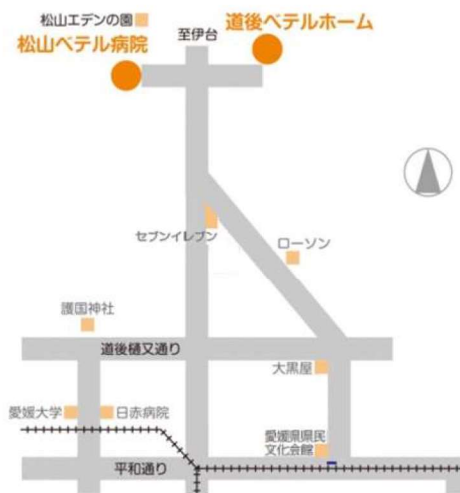 松山エデンの園
道後ベテルホーム
至伊台
松山ベテル病院
セブンイレブン
ローソン
護国神社
道後樋又通り
大黒屋
愛媛大学
日赤病院
愛媛県県民
文化会館
平和通り